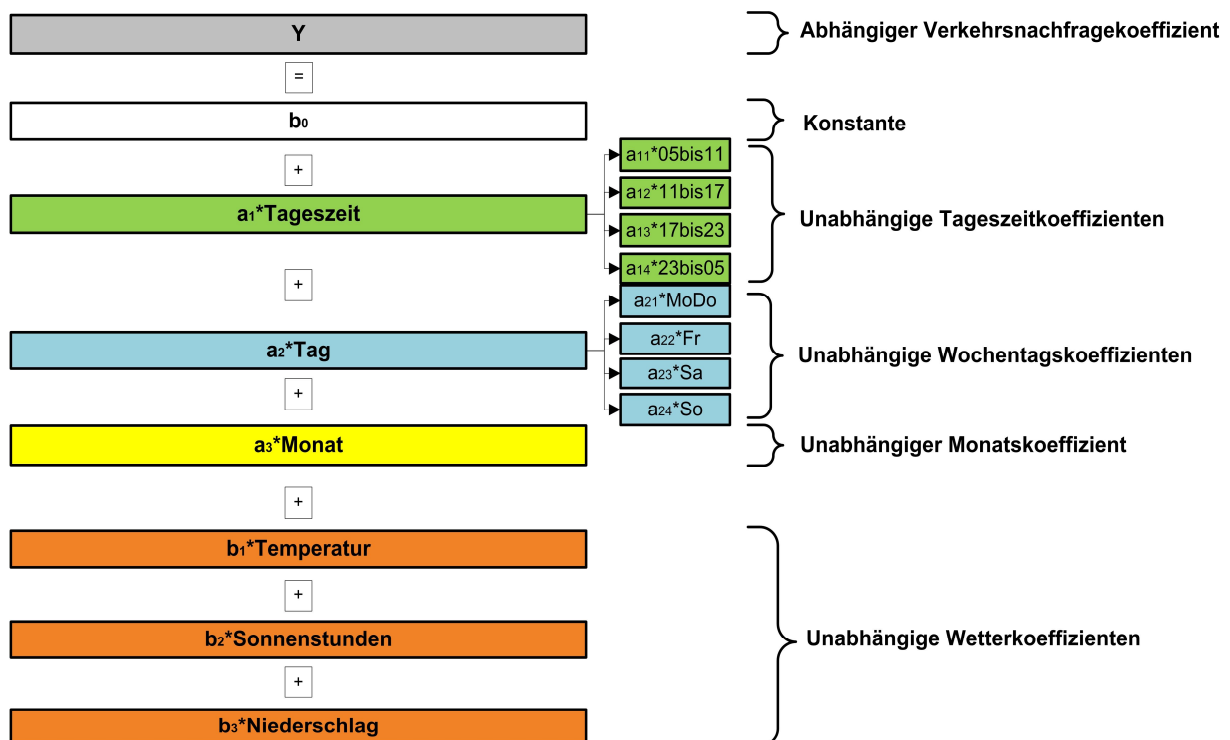 Y
Abhängiger Verkehrsnachfragekoeffizient
=
b₀
Konstante
+
a₁*Tageszeit
a₁₁*05bis11
a₁₂*11bis17
a₁₃*17bis23
a₁₄*23bis05
Unabhängige Tageszeitkoeffizienten
+
a₂*Tag
a₂₁*MoDo
a₂₂*Fr
a₂₃*Sa
a₂₄*So
Unabhängige Wochentagskoeffizienten
+
a₃*Monat
Unabhängiger Monatskoeffizient
+
b₁*Temperatur
+
b₂*Sonnenstunden
+
b₃*Niederschlag
Unabhängige Wetterkoeffizienten